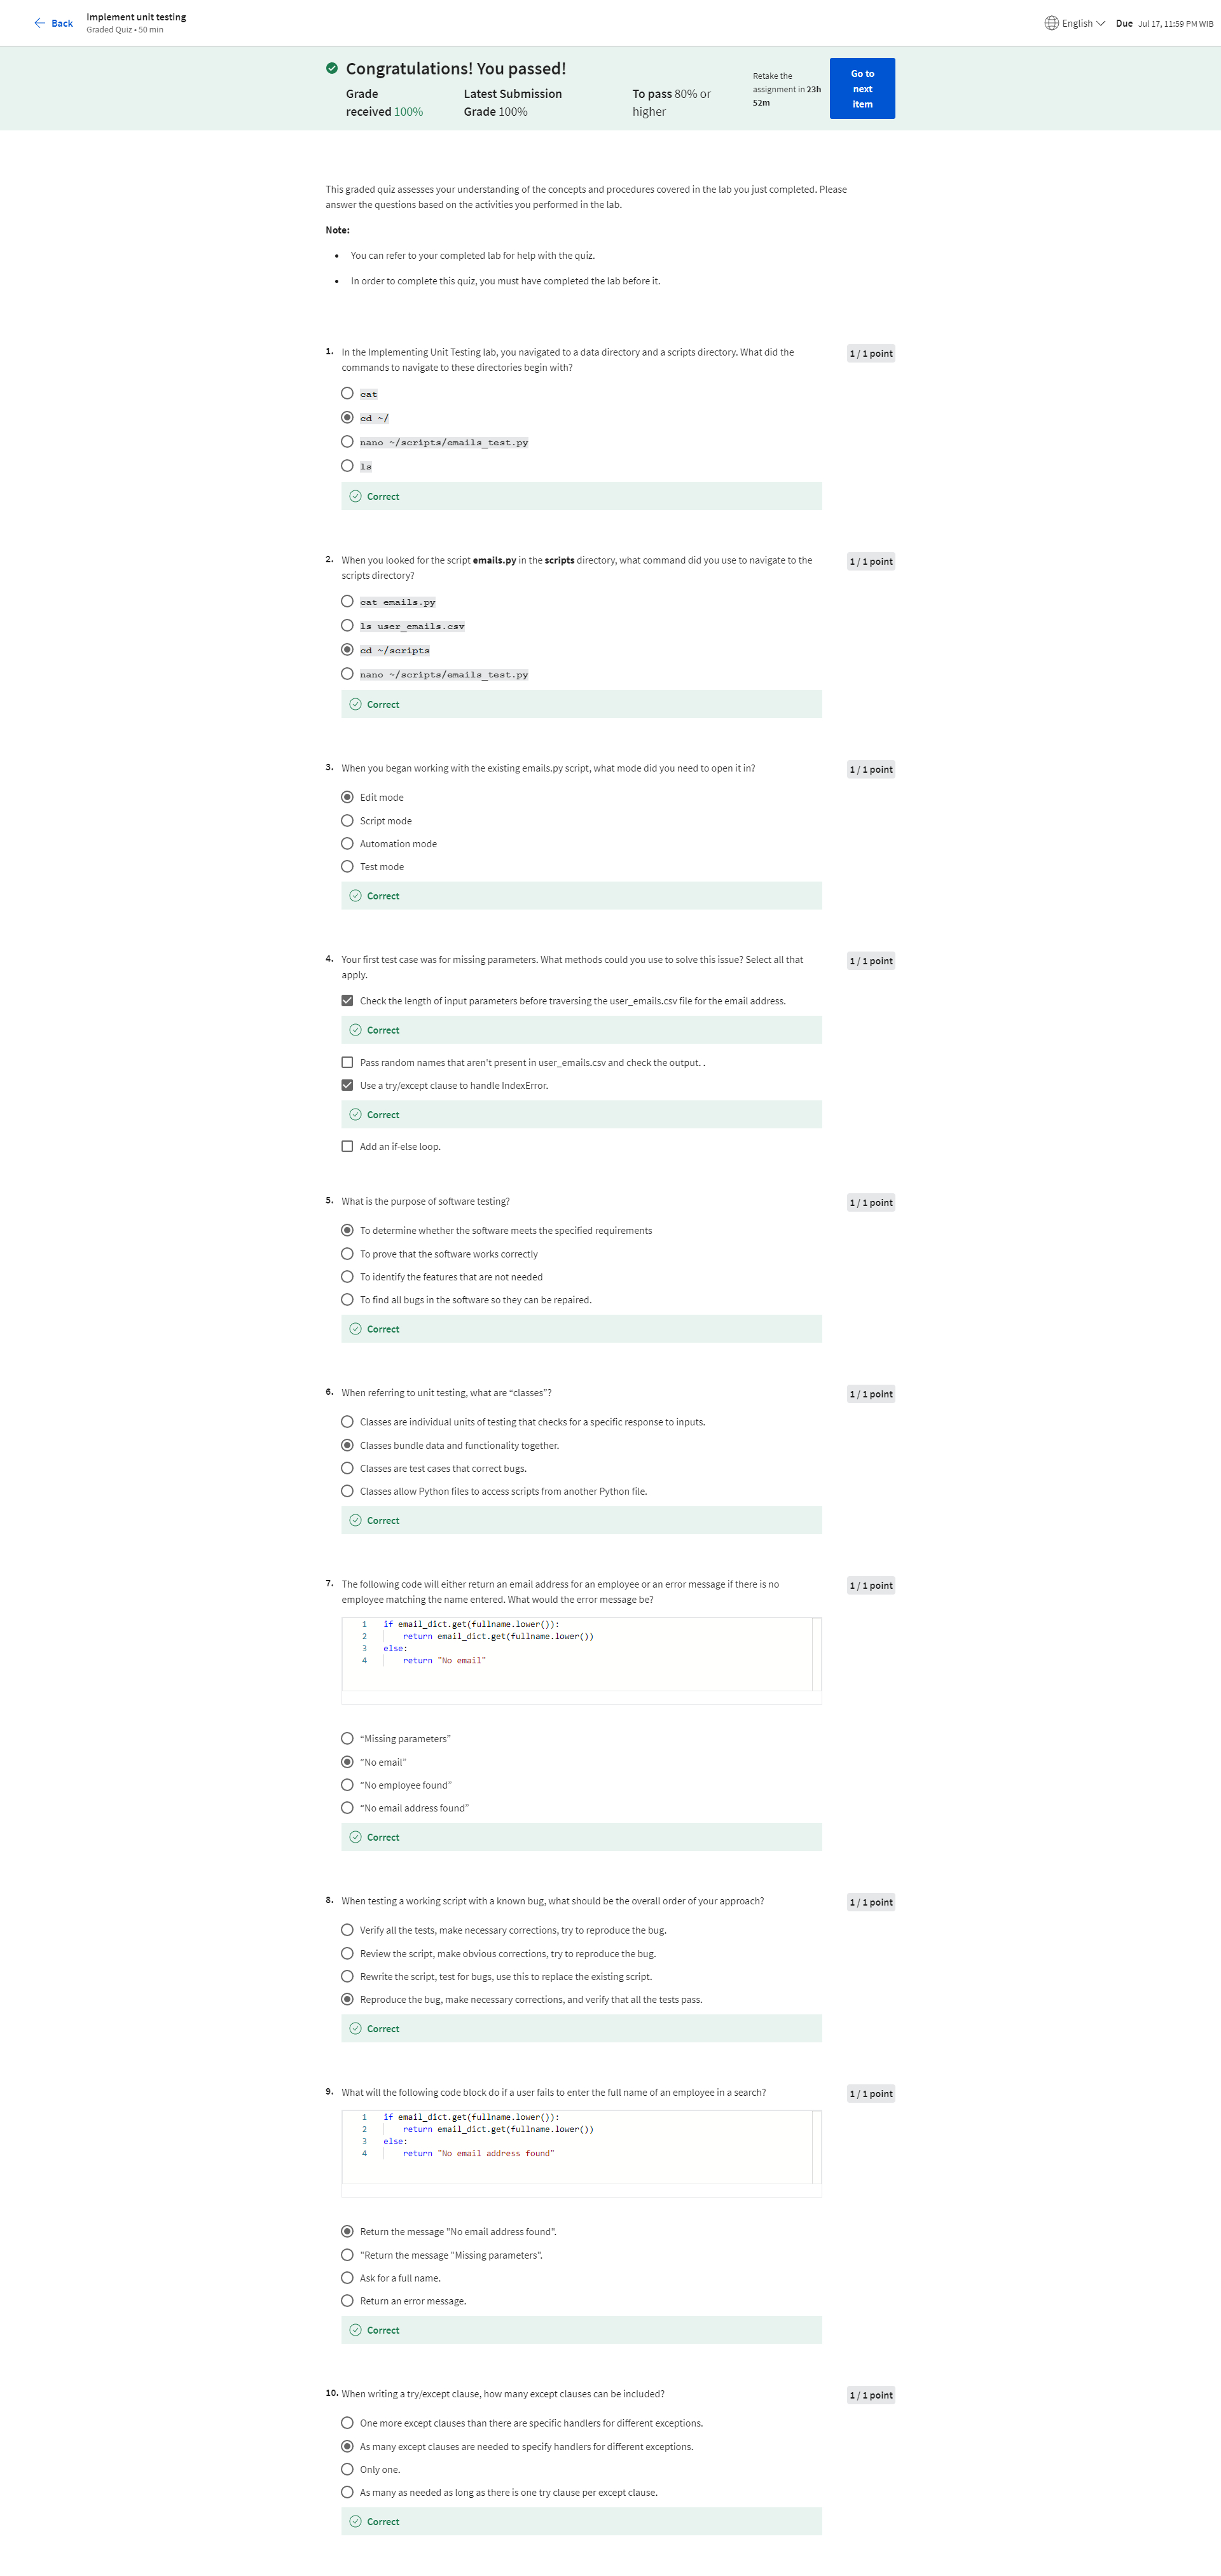 Back
Implement unit testing
Graded Quiz • 50 min
English
Due Jul 17, 11:59 PM WIB
Congratulations! You passed!
Grade
received 100%
Latest Submission
Grade 100%
To pass 80% or
higher
Retake the
assignment in 23h
52m
Go to
next
item
This graded quiz assesses your understanding of the concepts and procedures covered in the lab you just completed. Please
answer the questions based on the activities you performed in the lab.
Note:
• You can refer to your completed lab for help with the quiz.
• In order to complete this quiz, you must have completed the lab before it.
1. In the Implementing Unit Testing lab, you navigated to a data directory and a scripts directory. What did the
commands to navigate to these directories begin with?
1 / 1 point
cat
cd ~/
nano ~/scripts/emails_test.py
ls
Correct
2. When you looked for the script emails.py in the scripts directory, what command did you use to navigate to the
scripts directory?
1 / 1 point
cat emails.py
ls user_emails.csv
cd ~/scripts
nano ~/scripts/emails_test.py
Correct
3. When you began working with the existing emails.py script, what mode did you need to open it in?
1 / 1 point
Edit mode
Script mode
Automation mode
Test mode
Correct
4. Your first test case was for missing parameters. What methods could you use to solve this issue? Select all that
apply.
1 / 1 point
Check the length of input parameters before traversing the user_emails.csv file for the email address.
Correct
Pass random names that aren't present in user_emails.csv and check the output. .
Use a try/except clause to handle IndexError.
Correct
Add an if-else loop.
5. What is the purpose of software testing?
1 / 1 point
To determine whether the software meets the specified requirements
To prove that the software works correctly
To identify the features that are not needed
To find all bugs in the software so they can be repaired.
Correct
6. When referring to unit testing, what are “classes”?
1 / 1 point
Classes are individual units of testing that checks for a specific response to inputs.
Classes bundle data and functionality together.
Classes are test cases that correct bugs.
Classes allow Python files to access scripts from another Python file.
Correct
7. The following code will either return an email address for an employee or an error message if there is no
employee matching the name entered. What would the error message be?
1 / 1 point
1 if email_dict.get(fullname.lower()):
2 return email_dict.get(fullname.lower())
3 else:
4 return "No email"
“Missing parameters”
“No email”
“No employee found”
“No email address found”
Correct
8. When testing a working script with a known bug, what should be the overall order of your approach?
1 / 1 point
Verify all the tests, make necessary corrections, try to reproduce the bug.
Review the script, make obvious corrections, try to reproduce the bug.
Rewrite the script, test for bugs, use this to replace the existing script.
Reproduce the bug, make necessary corrections, and verify that all the tests pass.
Correct
9. What will the following code block do if a user fails to enter the full name of an employee in a search?
1 / 1 point
1 if email_dict.get(fullname.lower()):
2 return email_dict.get(fullname.lower())
3 else:
4 return "No email address found"
Return the message "No email address found".
"Return the message "Missing parameters".
Ask for a full name.
Return an error message.
Correct
10. When writing a try/except clause, how many except clauses can be included?
1 / 1 point
One more except clauses than there are specific handlers for different exceptions.
As many except clauses are needed to specify handlers for different exceptions.
Only one.
As many as needed as long as there is one try clause per except clause.
Correct